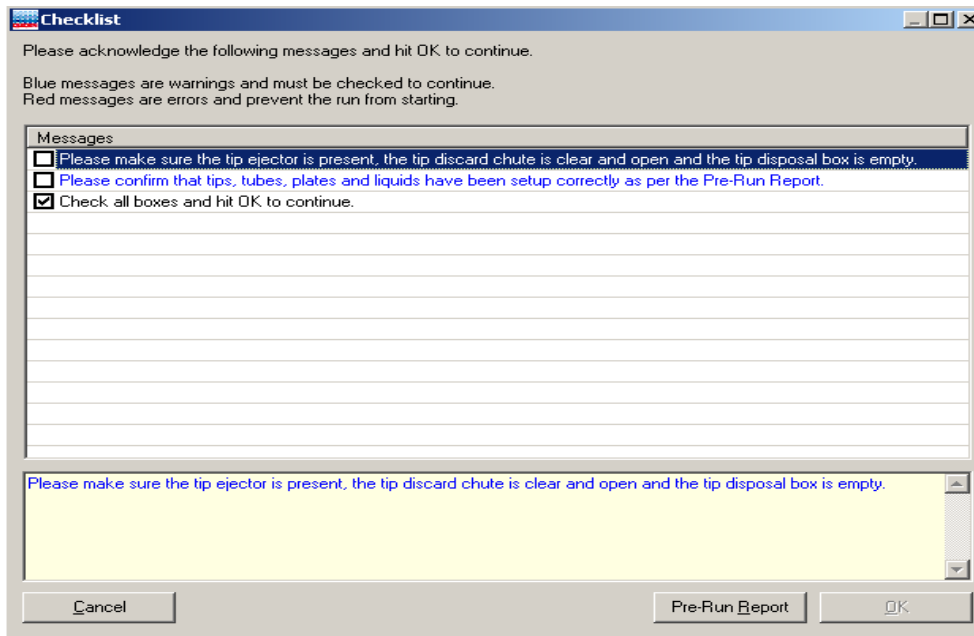 Checklist
Please acknowledge the following messages and hit OK to continue.
Blue messages are warnings and must be checked to continue.
Red messages are errors and prevent the run from starting.
Messages
Please make sure the tip ejector is present, the tip discard chute is clear and open and the tip disposal box is empty.
Please confirm that tips, tubes, plates and liquids have been setup correctly as per the Pre-Run Report.
Check all boxes and hit OK to continue.
Please make sure the tip ejector is present, the tip discard chute is clear and open and the tip disposal box is empty.
Cancel
Pre-Run Report
OK